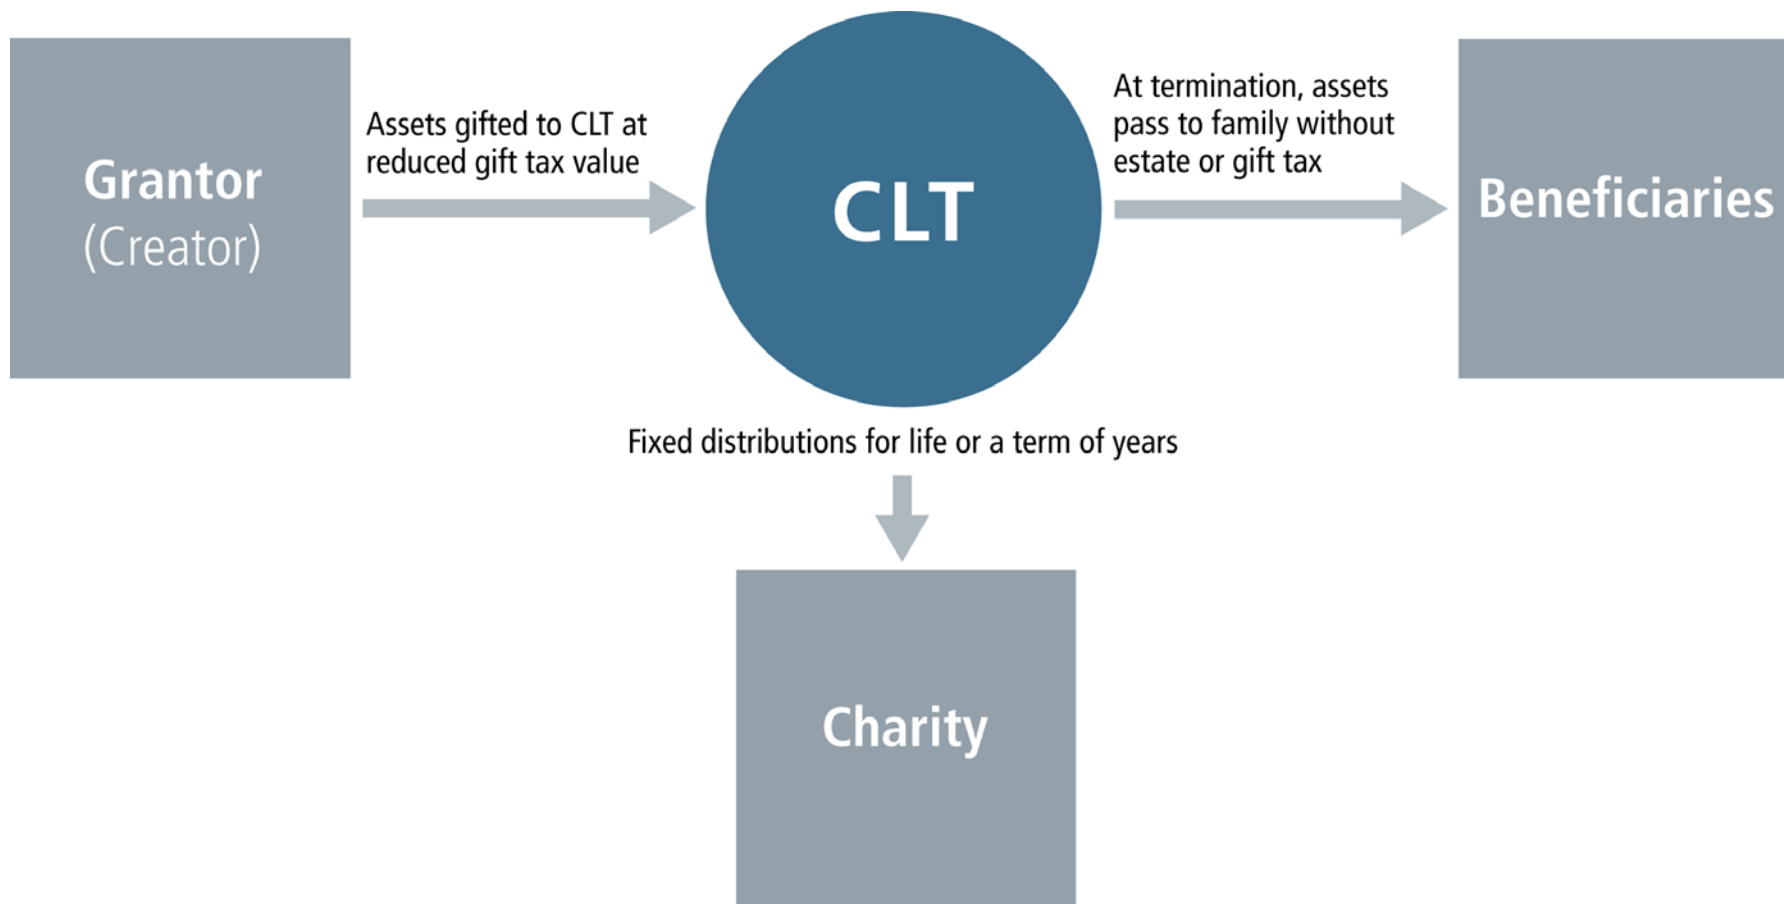 Grantor
(Creator)
Assets gifted to CLT at
reduced gift tax value
CLT
At termination, assets
pass to family without
estate or gift tax
Beneficiaries
Fixed distributions for life or a term of years
Charity